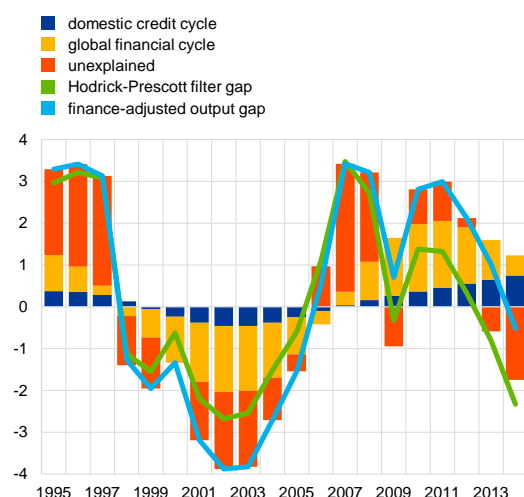 domestic credit cycle
global financial cycle
unexplained
Hodrick-Prescott filter gap
finance-adjusted output gap
4
3
2
1
0
-1
-2
-3
-4
1995 1997 1999 2001 2003 2005 2007 2009 2011 2013